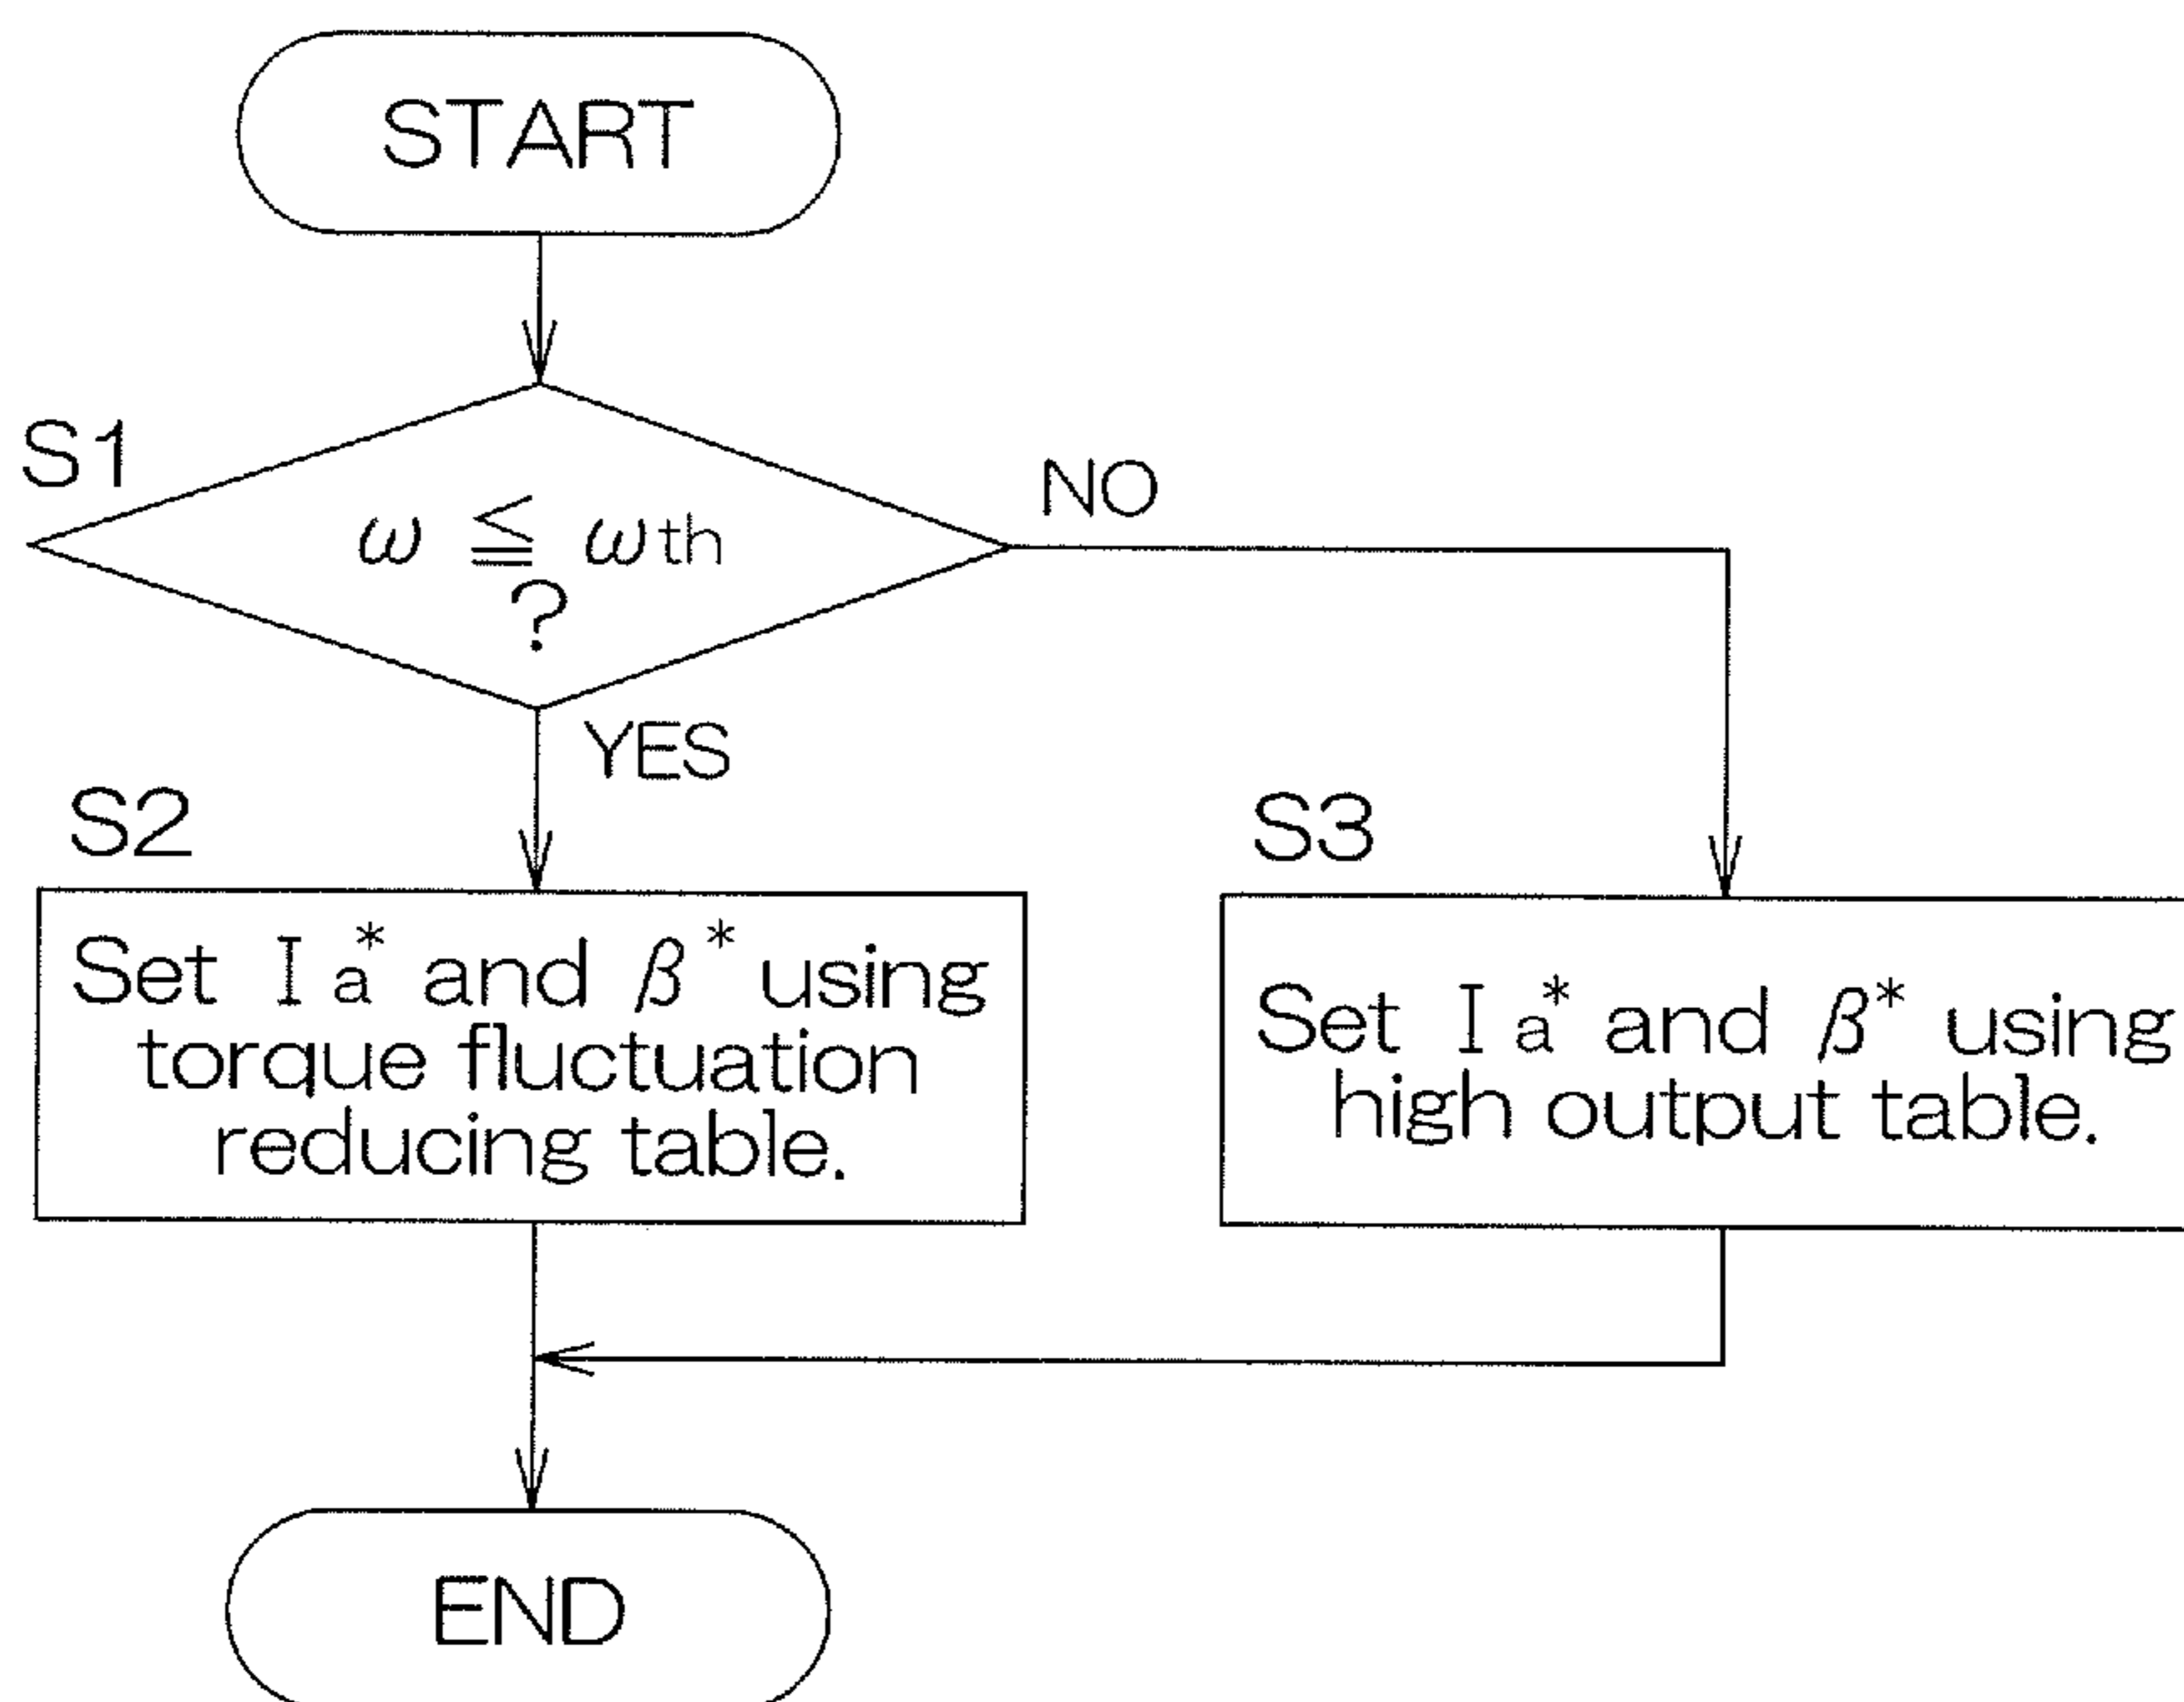 START
S1
ω ≦ ωth
?
NO
YES
S2
Set Ia* and β* using
torque fluctuation
reducing table.
S3
Set Ia* and β* using
high output table.
END